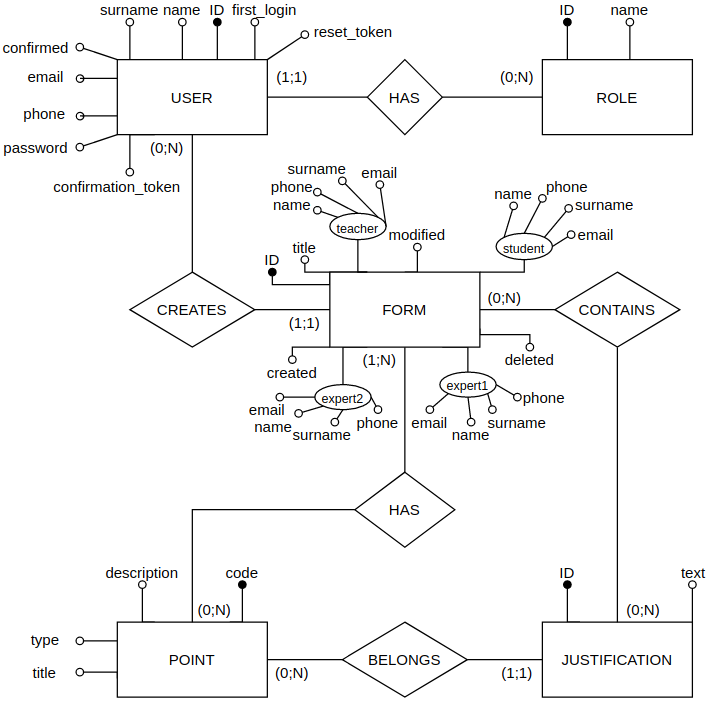 surname
name
ID
first_login
reset_token
confirmed
email
phone
password
USER
(1;1)
HAS
(0;N)
ROLE
ID
name
(0;N)
confirmation_token
surname
email
phone
name
teacher
modified
title
ID
name
phone
surname
email
student
CREATES
(1;1)
FORM
(0;N)
CONTAINS
created
(1;N)
deleted
expert2
email
name
surname
phone
expert1
email
name
surname
phone
HAS
description
code
(0;N)
type
title
POINT
(0;N)
BELONGS
(1;1)
JUSTIFICATION
ID
text
(0;N)